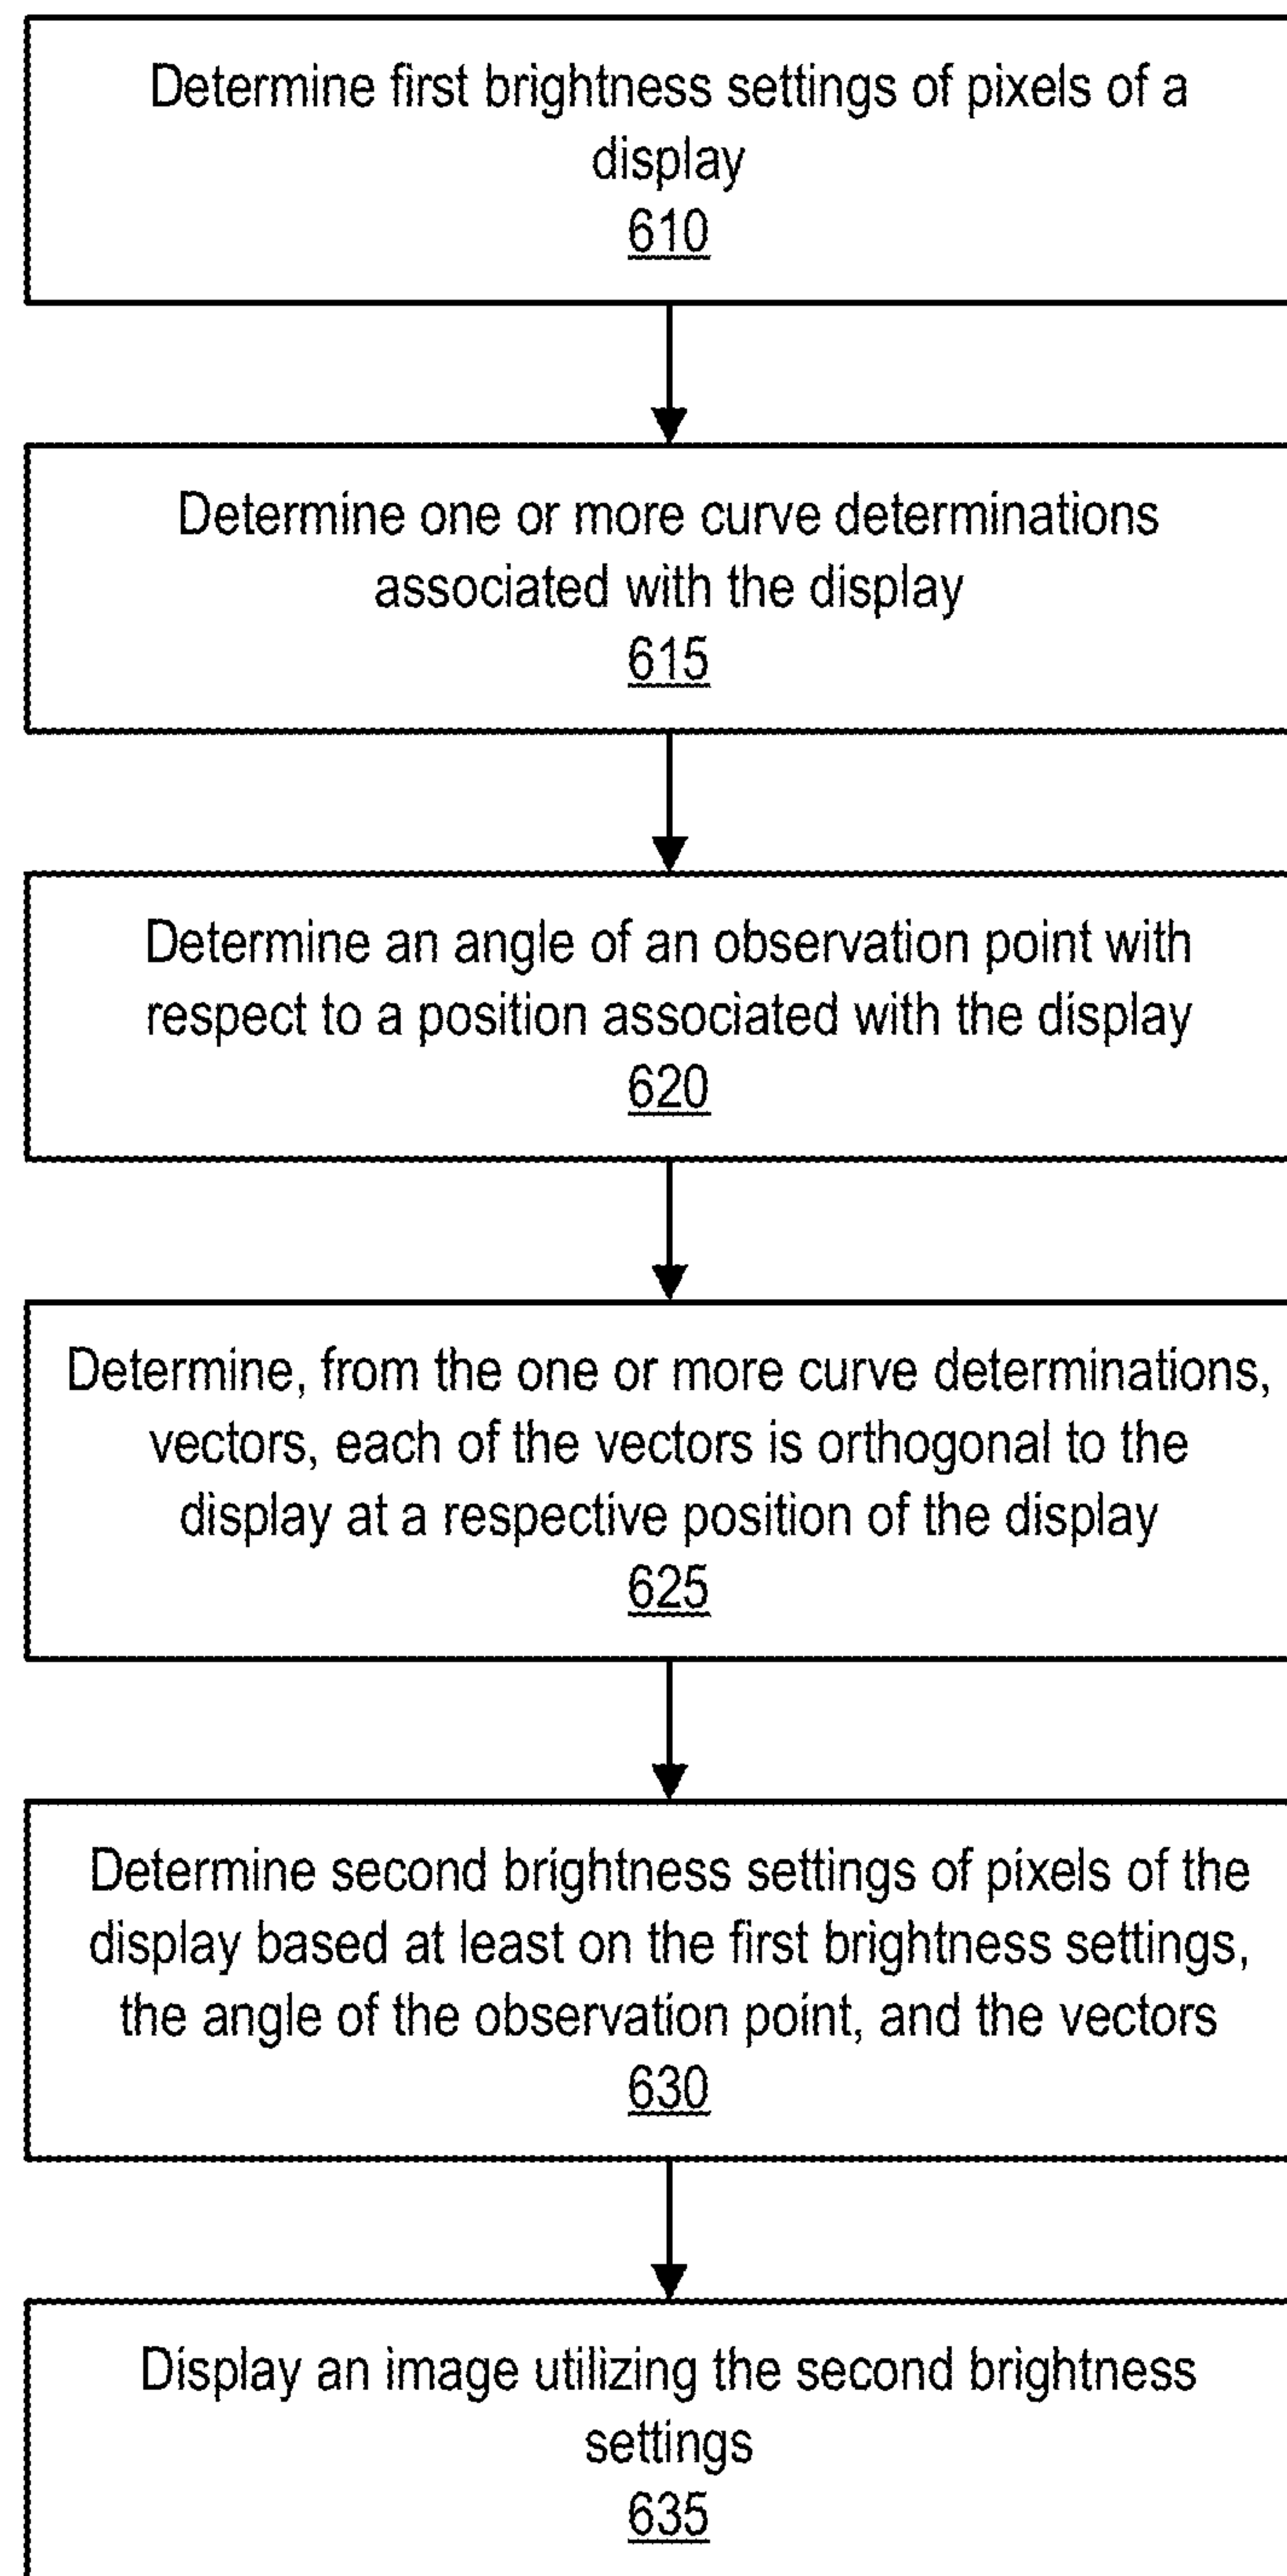 Determine first brightness settings of pixels of a
display
610
Determine one or more curve determinations
associated with the display
615
Determine an angle of an observation point with
respect to a position associated with the display
620
Determine, from the one or more curve determinations,
vectors, each of the vectors is orthogonal to the
display at a respective position of the display
625
Determine second brightness settings of pixels of the
display based at least on the first brightness settings,
the angle of the observation point, and the vectors
630
Display an image utilizing the second brightness
settings
635